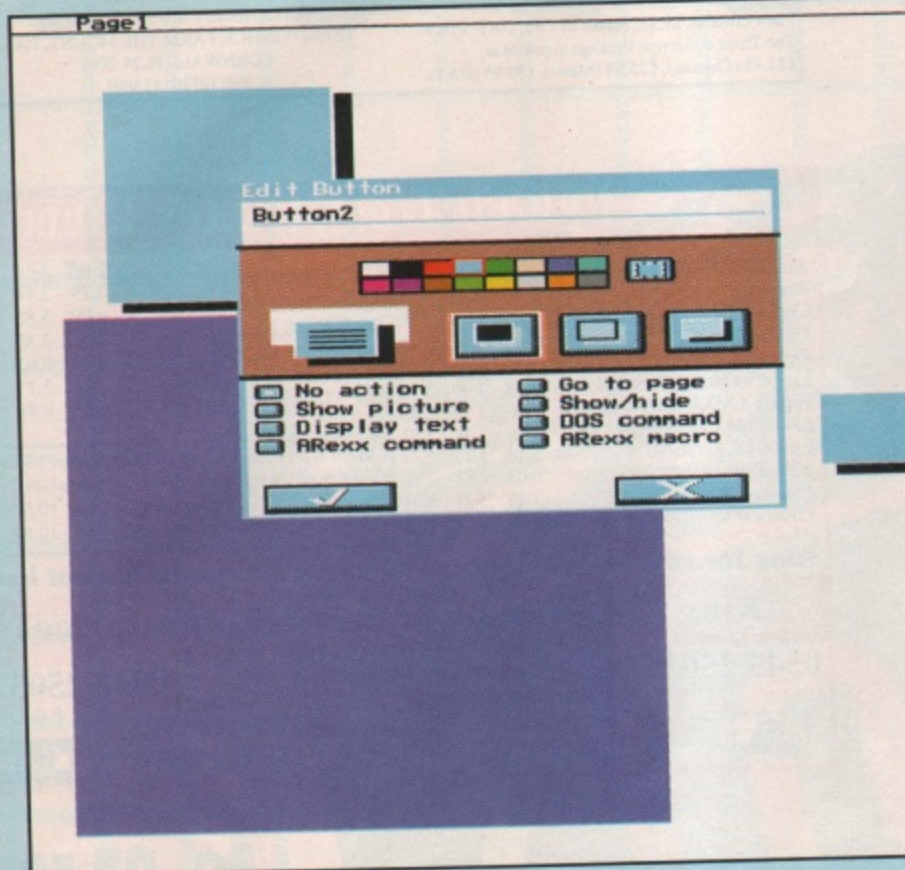 Page1
Edit Button
Button2
No action
Go to page
Show picture
Show/hide
Display text
DOS command
ARexx command
ARexx macro